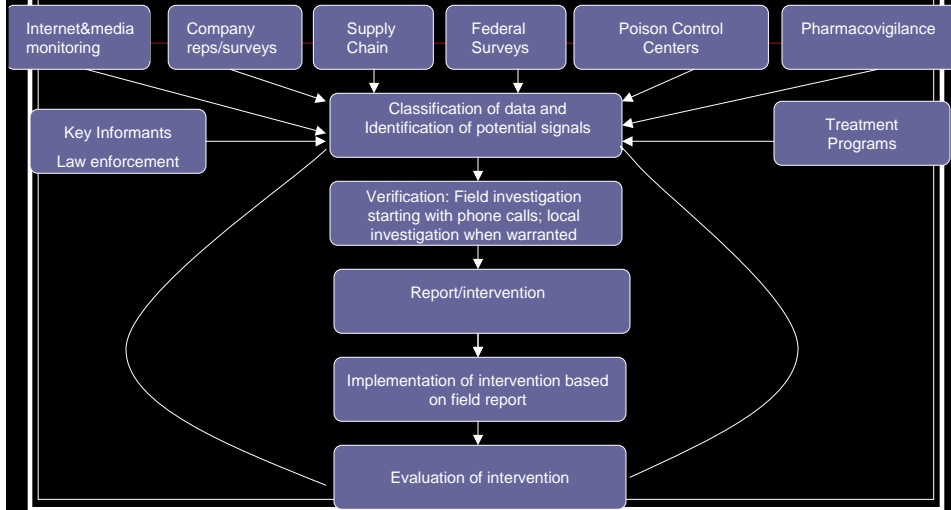 Internet&media
monitoring
Company
reps/surveys
Supply
Chain
Federal
Surveys
Poison Control
Centers
Pharmacovigilance
Classification of data and
Identification of potential signals
Key Informants
Law enforcement
Treatment
Programs
Verification: Field investigation
starting with phone calls; local
investigation when warranted
Report/intervention
Implementation of intervention based
on field report
Evaluation of intervention